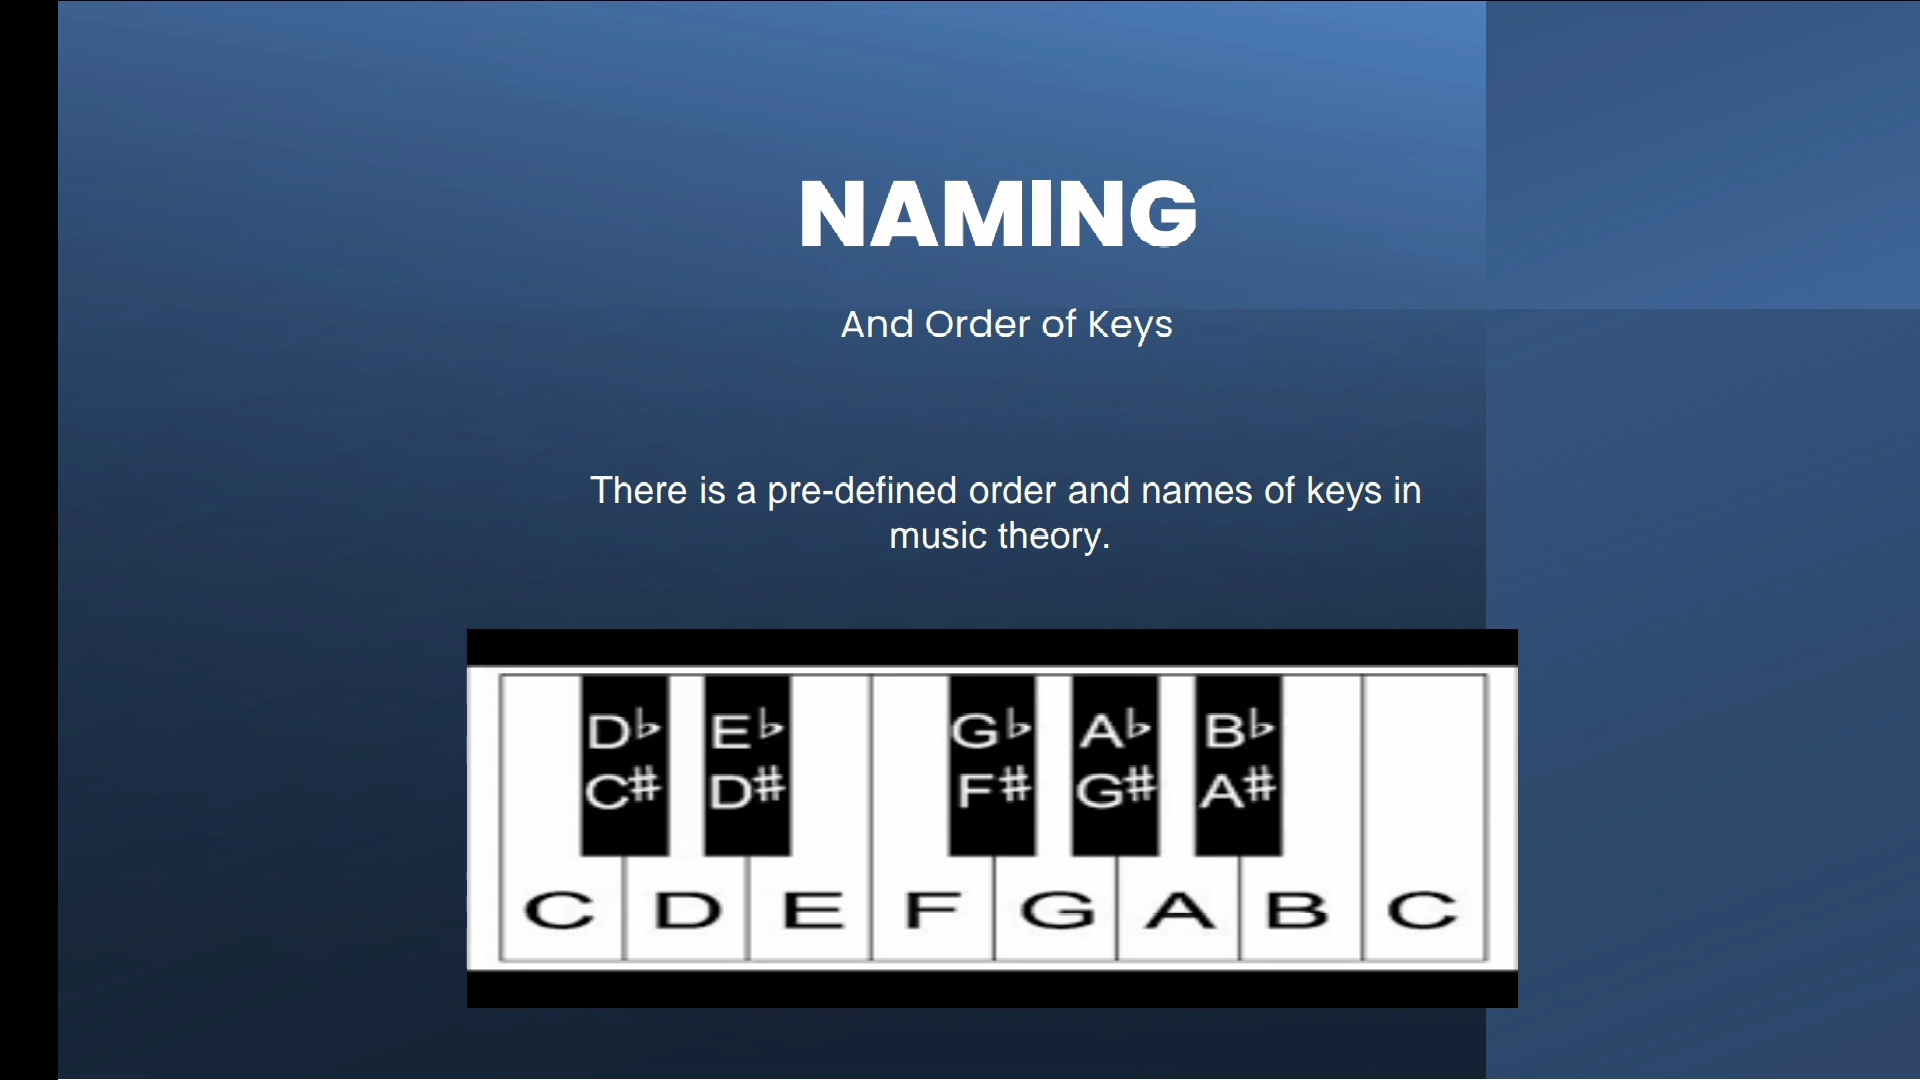 NAMING
And Order of Keys
There is a pre-defined order and names of keys in
music theory.
D♭ E♭ G♭ A♭ B♭
C# D# F# G# A#
C D E F G A B C